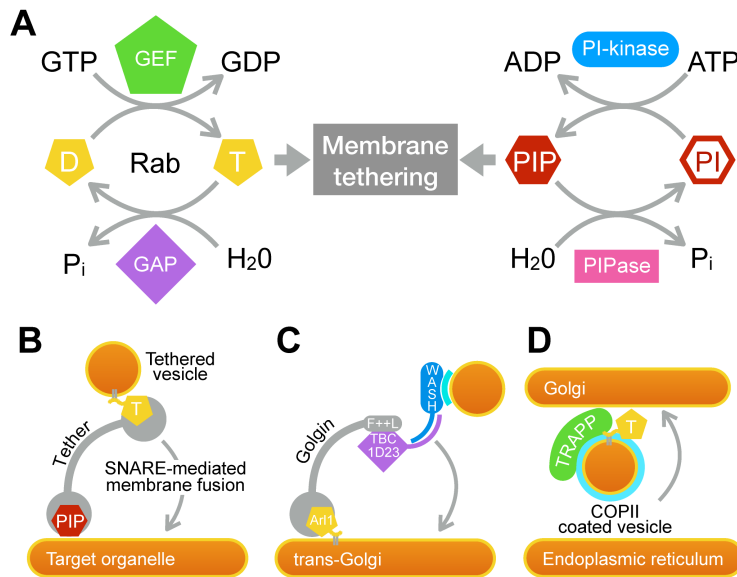 A
GTP
GEF
GDP
ADP
PI-kinase
ATP
D
Rab
T
Membrane
tethering
PIP
PI
Pi
GAP
H20
H20
PIPase
Pi
B
Tethered
vesicle
T
Tether
SNARE-mediated
membrane fusion
PIP
Target organelle
C
WASH
Golgin
F++L
TBC
1D23
Arl1
trans-Golgi
D
Golgi
TRAPP
T
COPII
coated vesicle
Endoplasmic reticulum